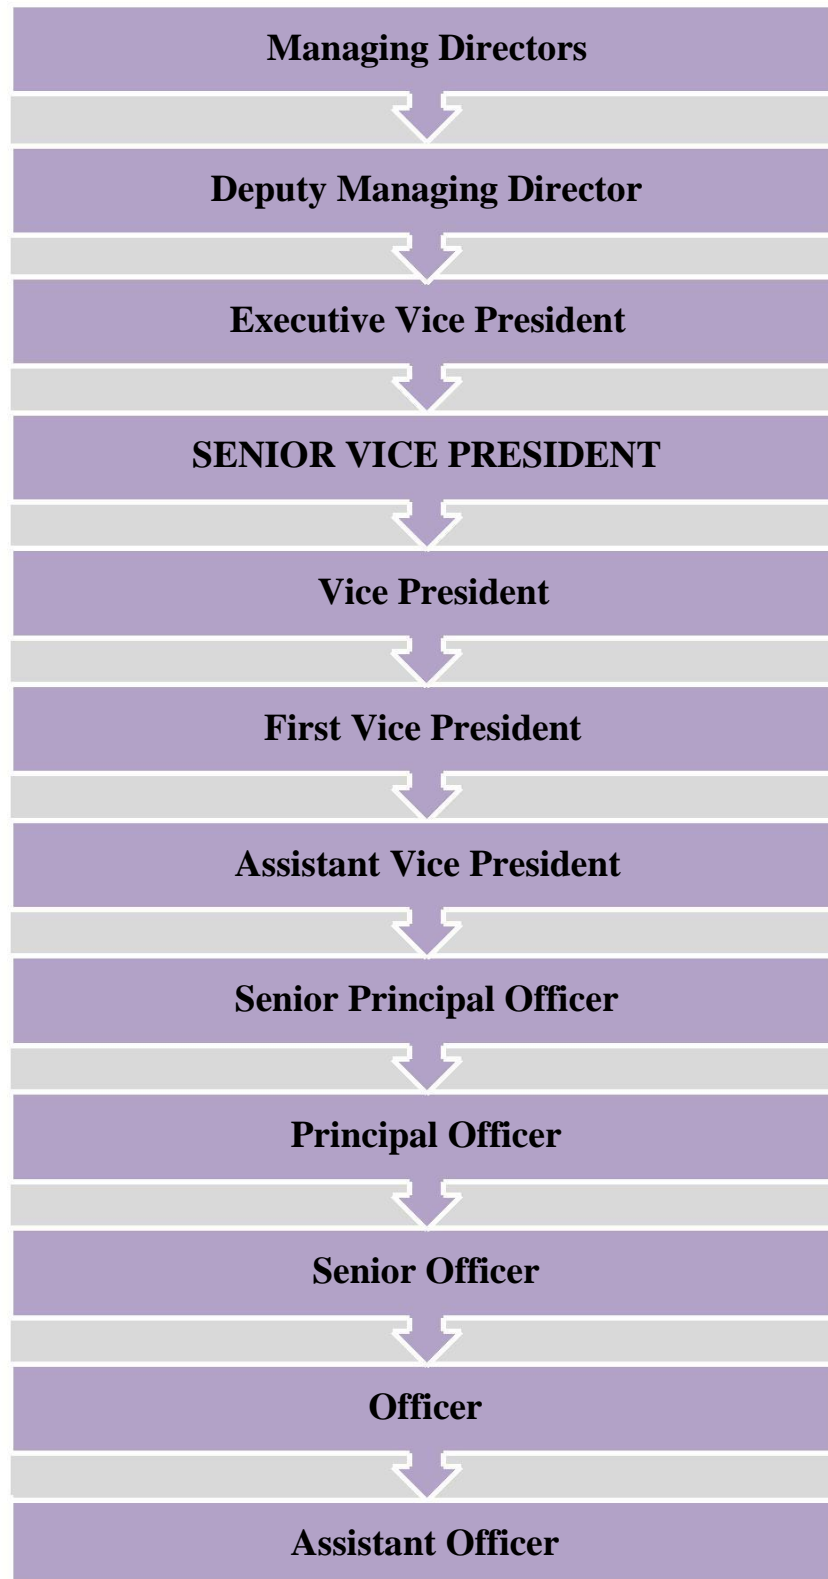 Managing Directors
Deputy Managing Director
Executive Vice President
SENIOR VICE PRESIDENT
Vice President
First Vice President
Assistant Vice President
Senior Principal Officer
Principal Officer
Senior Officer
Officer
Assistant Officer